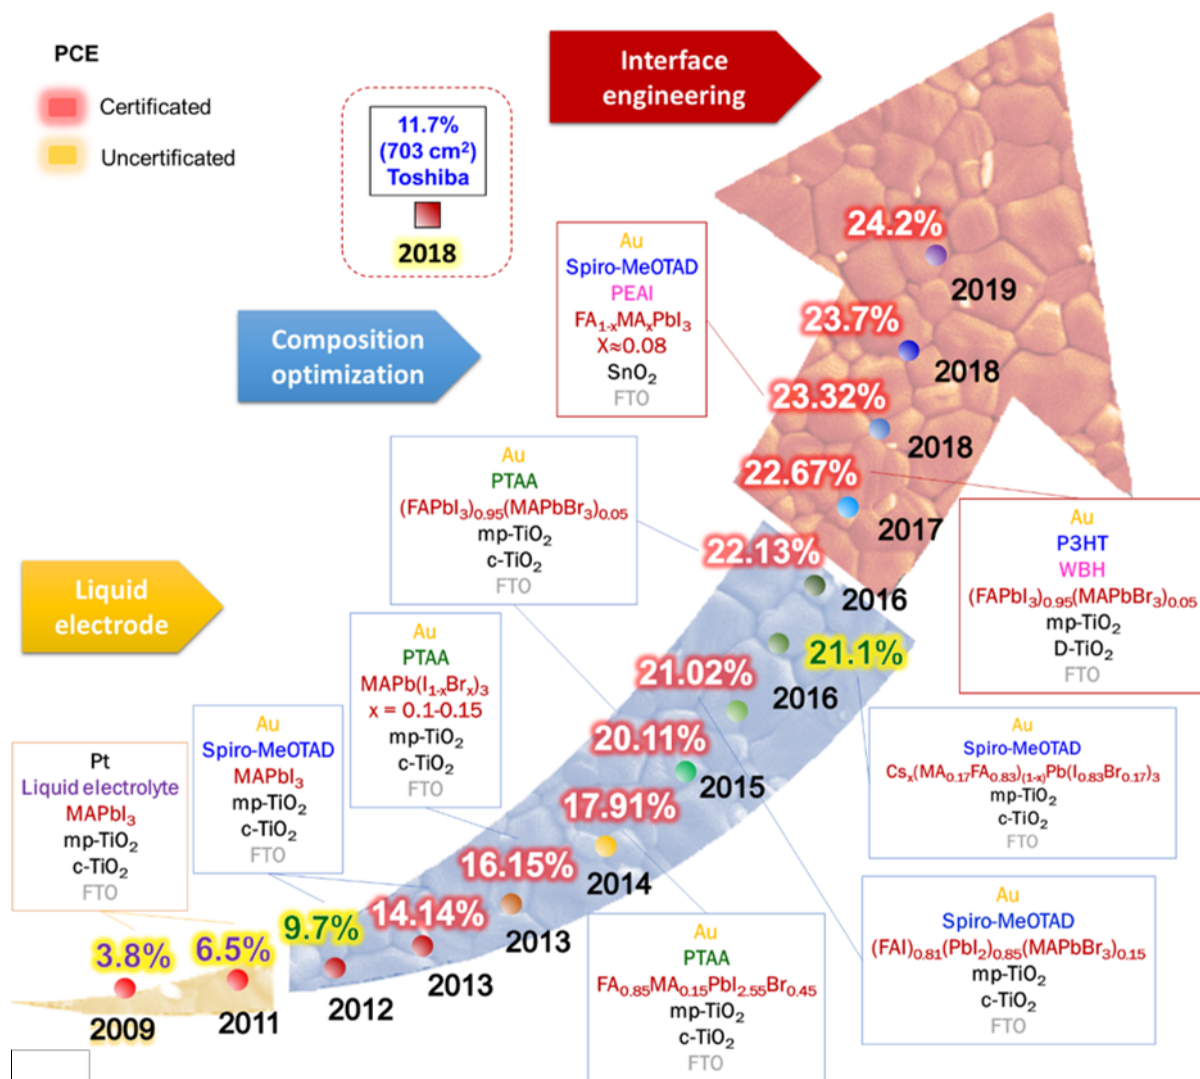 PCE
Certificated
Uncertificated
11.7%
(703 cm²)
Toshiba
2018
Interface
engineering
Composition
optimization
Liquid
electrode
24.2%
2019
23.7%
2018
23.32%
2018
22.67%
2017
22.13%
2016
21.1%
2016
21.02%
20.11%
2015
17.91%
2014
16.15%
2013
14.14%
2013
9.7%
2012
6.5%
2011
3.8%
2009
Au
Spiro-MeOTAD
PEAI
FA₁₋ₓMAₓPbI₃
X≈0.08
SnO₂
FTO
Au
PTAA
(FAPbI₃)₀.₉₅(MAPbBr₃)₀.₀₅
mp-TiO₂
c-TiO₂
FTO
Au
P3HT
WBH
(FAPbI₃)₀.₉₅(MAPbBr₃)₀.₀₅
mp-TiO₂
D-TiO₂
FTO
Au
PTAA
MAPb(I₁₋ₓBrₓ)₃
x = 0.1-0.15
mp-TiO₂
c-TiO₂
FTO
Au
Spiro-MeOTAD
MAPbI₃
mp-TiO₂
c-TiO₂
FTO
Pt
Liquid electrolyte
MAPbI₃
mp-TiO₂
c-TiO₂
FTO
Au
Spiro-MeOTAD
Csₓ(MA₀.₁₇FA₀.₈₃)₍₁₋ₓ₎Pb(I₀.₈₃Br₀.₁₇)₃
mp-TiO₂
c-TiO₂
FTO
Au
Spiro-MeOTAD
(FAI)₀.₈₁(PbI₂)₀.₈₅(MAPbBr₃)₀.₁₅
mp-TiO₂
c-TiO₂
FTO
Au
PTAA
FA₀.₈₅MA₀.₁₅PbI₂.₅₅Br₀.₄₅
mp-TiO₂
c-TiO₂
FTO